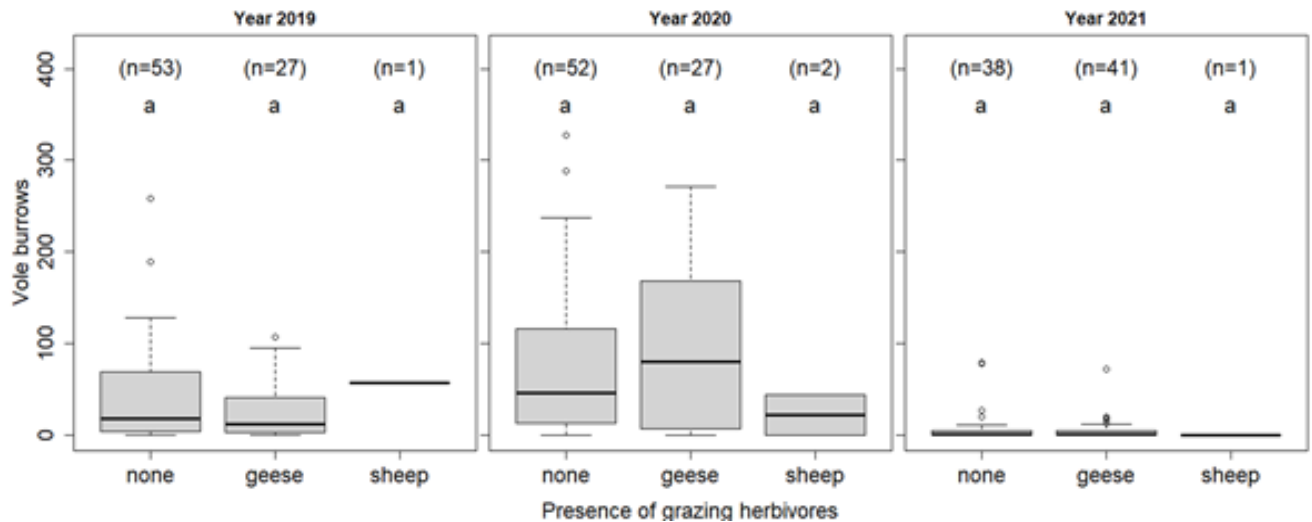 Year 2019 Year 2020 Year 2021
400 (n=53) (n=27) (n=1) (n=52) (n=27) (n=2) (n=38) (n=41) (n=1)
a a a a a a a a a
300
Vole burrows
200
100
0
none geese sheep none geese sheep none geese sheep
Presence of grazing herbivores